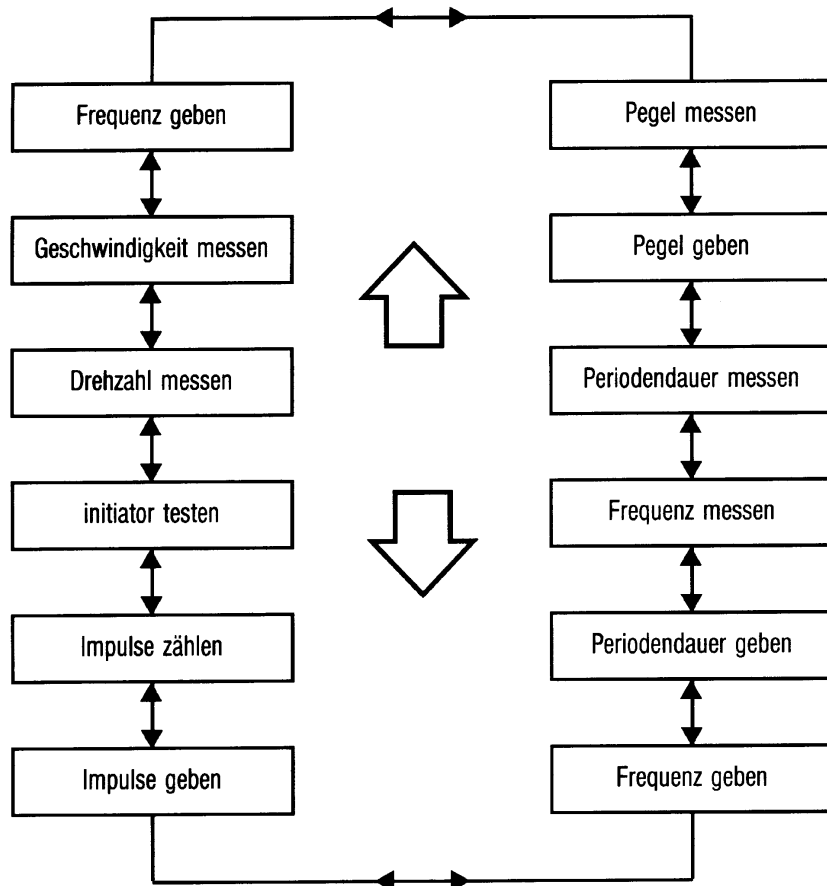 Frequenz geben
Geschwindigkeit messen
Drehzahl messen
initiator testen
Impulse zählen
Impulse geben
Pegel messen
Pegel geben
Periodendauer messen
Frequenz messen
Periodendauer geben
Frequenz geben